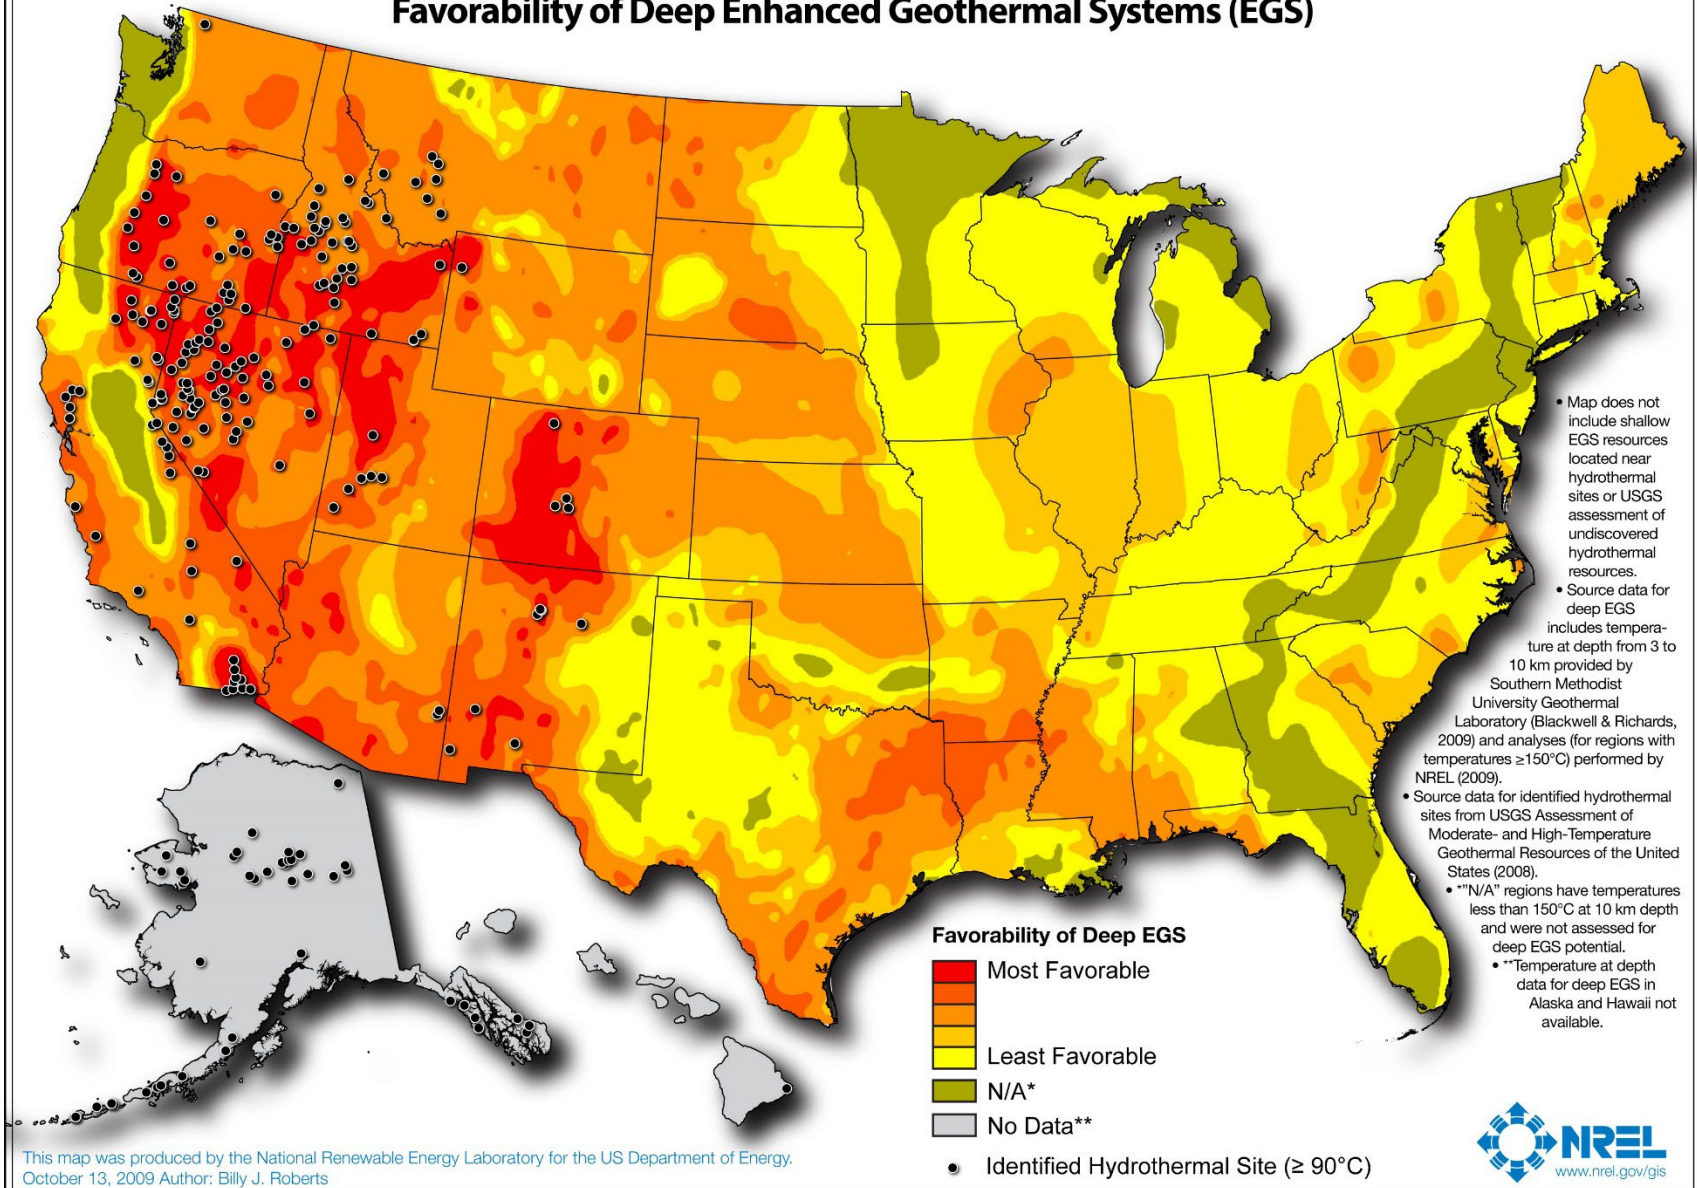 Favorability of Deep Enhanced Geothermal Systems (EGS)
• Map does not
include shallow
EGS resources
located near
hydrothermal
sites or USGS
assessment of
undiscovered
hydrothermal
resources.
• Source data for
deep EGS
includes tempera-
ture at depth from 3 to
10 km provided by
Southern Methodist
University Geothermal
Laboratory (Blackwell & Richards,
2009) and analyses (for regions with
temperatures ≥150°C) performed by
NREL (2009).
• Source data for identified hydrothermal
sites from USGS Assessment of
Moderate- and High-Temperature
Geothermal Resources of the United
States (2008).
• *"N/A" regions have temperatures
less than 150°C at 10 km depth
and were not assessed for
deep EGS potential.
• **Temperature at depth
data for deep EGS in
Alaska and Hawaii not
available.
Favorability of Deep EGS
Most Favorable
Least Favorable
N/A*
No Data**
Identified Hydrothermal Site (≥ 90°C)
This map was produced by the National Renewable Energy Laboratory for the US Department of Energy.
October 13, 2009 Author: Billy J. Roberts
NREL
www.nrel.gov/gis